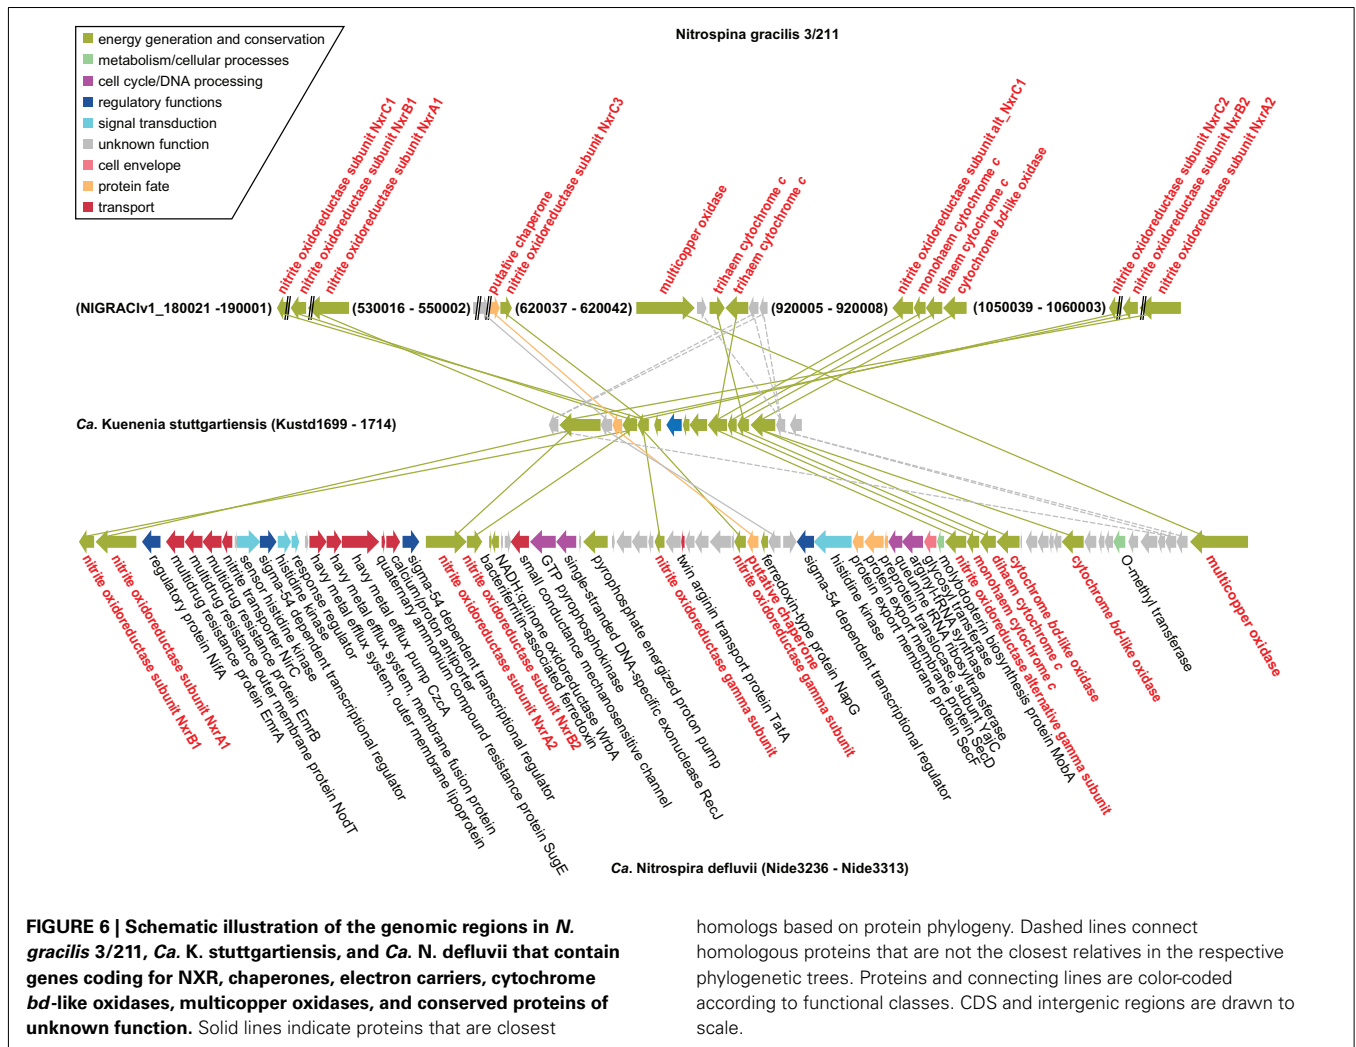 energy generation and conservation
metabolism/cellular processes
cell cycle/DNA processing
regulatory functions
signal transduction
unknown function
cell envelope
protein fate
transport
Nitrospina gracilis 3/211
nitrite oxidoreductase subunit NxrC1
nitrite oxidoreductase subunit NxrB1
nitrite oxidoreductase subunit NxrA1
putative chaperone
nitrite oxidoreductase subunit NxrC3
multicopper oxidase
trihaem cytochrome c
trihaem cytochrome c
nitrite oxidoreductase subunit alt_NxrC1
monohaem cytochrome c
dihaem cytochrome c
cytochrome bd-like oxidase
nitrite oxidoreductase subunit NxrC2
nitrite oxidoreductase subunit NxrB2
nitrite oxidoreductase subunit NxrA2
(NIGRACIv1_180021 -190001)
(530016 - 550002)
(620037 - 620042)
(920005 - 920008)
(1050039 - 1060003)
Ca. Kuenenia stuttgartiensis (Kustd1699 - 1714)
nitrite oxidoreductase subunit NxrB1
nitrite oxidoreductase subunit NxrA1
regulatory protein NifA
multidrug resistance protein EmrA
multidrug resistance outer membrane protein NodT
multidrug resistance protein EmrB
nitrite transporter NirC
sensor histidine kinase
sigma-54 dependent transcriptional regulator
histidine kinase
response regulator
havy metal efflux system, outer membrane lipoprotein
havy metal efflux system, membrane fusion protein
havy metal efflux pump CzcA
quaternary ammonium compound resistance protein SugE
calcium/proton antiporter
sigma-54 dependent transcriptional regulator
nitrite oxidoreductase subunit NxrA2
nitrite oxidoreductase subunit NxrB2
bacterifferritin-associated ferredoxin
NADH:quinone oxidoreductase WrbA
small conductance mechanosensitive channel
GTP pyrophosphokinase
single-stranded DNA-specific exonuclease RecJ
pyrophosphate energized proton pump
nitrite oxidoreductase gamma subunit
twin arginin transport protein TatA
nitrite oxidoreductase gamma subunit
putative chaperone
ferredoxin-type protein NapG
sigma-54 dependent transcriptional regulator
histidine kinase
protein export membrane protein SecF
protein export membrane protein SecD
preprotein translocase, subunit YajC
queuine tRNA ribosyltransferase
arginyl-tRNA synthetase
glycosyl transferase
molybdopterin biosynthesis protein MobA
nitrite oxidoreductase alternative gamma subunit
monohaem cytochrome c
dihaem cytochrome c
cytochrome bd-like oxidase
cytochrome bd-like oxidase
O-methyl transferase
multicopper oxidase
Ca. Nitrospira defluvii (Nide3236 - Nide3313)
FIGURE 6 | Schematic illustration of the genomic regions in N.
gracilis 3/211, Ca. K. stuttgartiensis, and Ca. N. defluvii that contain
genes coding for NXR, chaperones, electron carriers, cytochrome
bd-like oxidases, multicopper oxidases, and conserved proteins of
unknown function. Solid lines indicate proteins that are closest
homologs based on protein phylogeny. Dashed lines connect
homologous proteins that are not the closest relatives in the respective
phylogenetic trees. Proteins and connecting lines are color-coded
according to functional classes. CDS and intergenic regions are drawn to
scale.